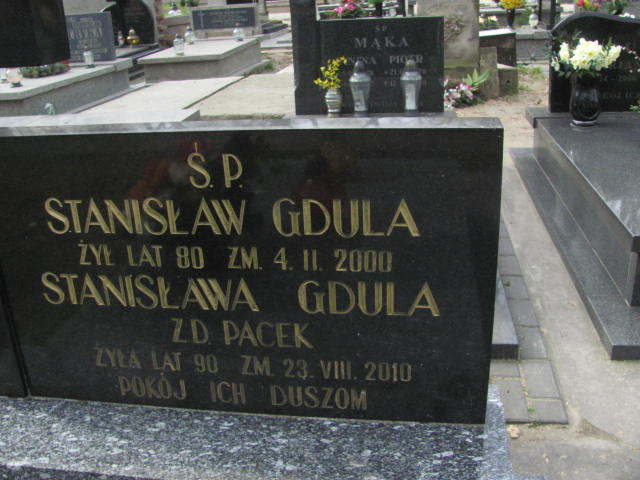 Ś.P.
MĄKA
PIOTR
Ś.P.
STANISŁAW GDULA
ŻYŁ LAT 80 ZM. 4. II. 2000
STANISŁAWA GDULA
Z D. PACEK
ŻYŁA LAT 90 ZM. 23. VIII. 2010
POKÓJ ICH DUSZOM